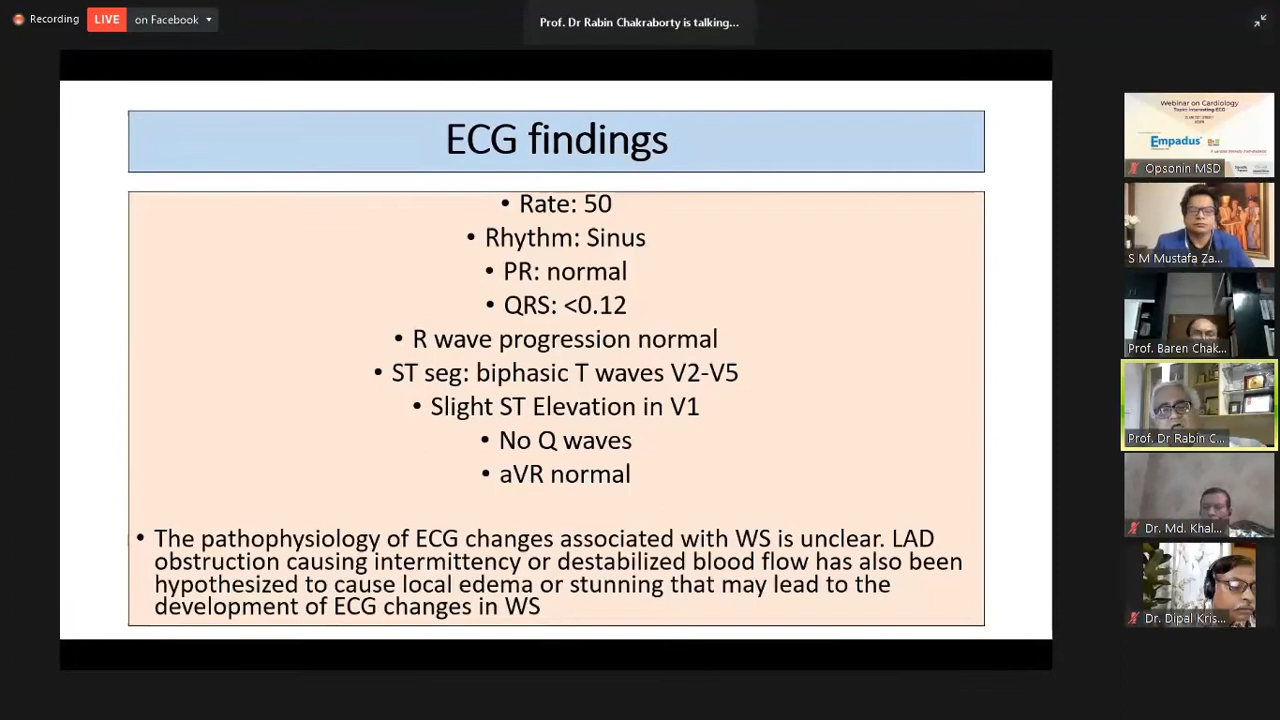 Recording
LIVE
on Facebook
Prof. Dr Rabin Chakraborty is talking...
ECG findings
• Rate: 50
• Rhythm: Sinus
• PR: normal
• QRS: <0.12
• R wave progression normal
• ST seg: biphasic T waves V2-V5
• Slight ST Elevation in V1
• No Q waves
• aVR normal
• The pathophysiology of ECG changes associated with WS is unclear. LAD
obstruction causing intermittency or destabilized blood flow has also been
hypothesized to cause local edema or stunning that may lead to the
development of ECG changes in WS
Webinar on Cardiology
Topic: Interesting ECG
Empadus
Opsonin MSD
S M Mustafa Za...
Prof. Baren Chak...
Prof. Dr Rabin C...
Dr. Md. Khal...
Dr. Dipal Kris...